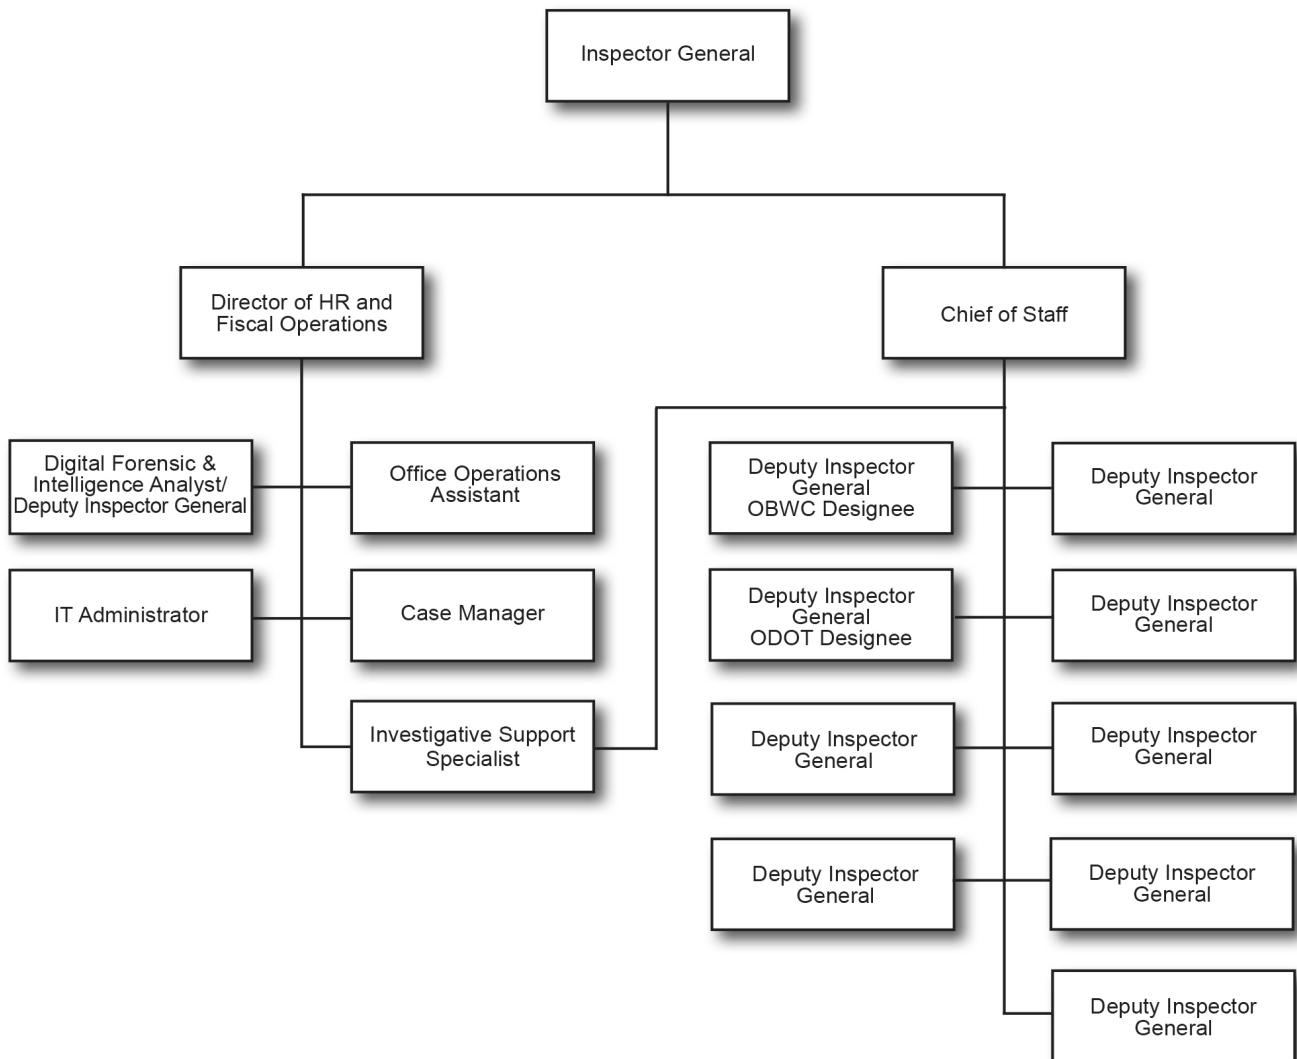 Inspector General
Director of HR and
Fiscal Operations
Chief of Staff
Digital Forensic &
Intelligence Analyst/
Deputy Inspector General
Office Operations
Assistant
Deputy Inspector
General
OBWC Designee
Deputy Inspector
General
IT Administrator
Case Manager
Deputy Inspector
General
ODOT Designee
Deputy Inspector
General
Investigative Support
Specialist
Deputy Inspector
General
Deputy Inspector
General
Deputy Inspector
General
Deputy Inspector
General
Deputy Inspector
General